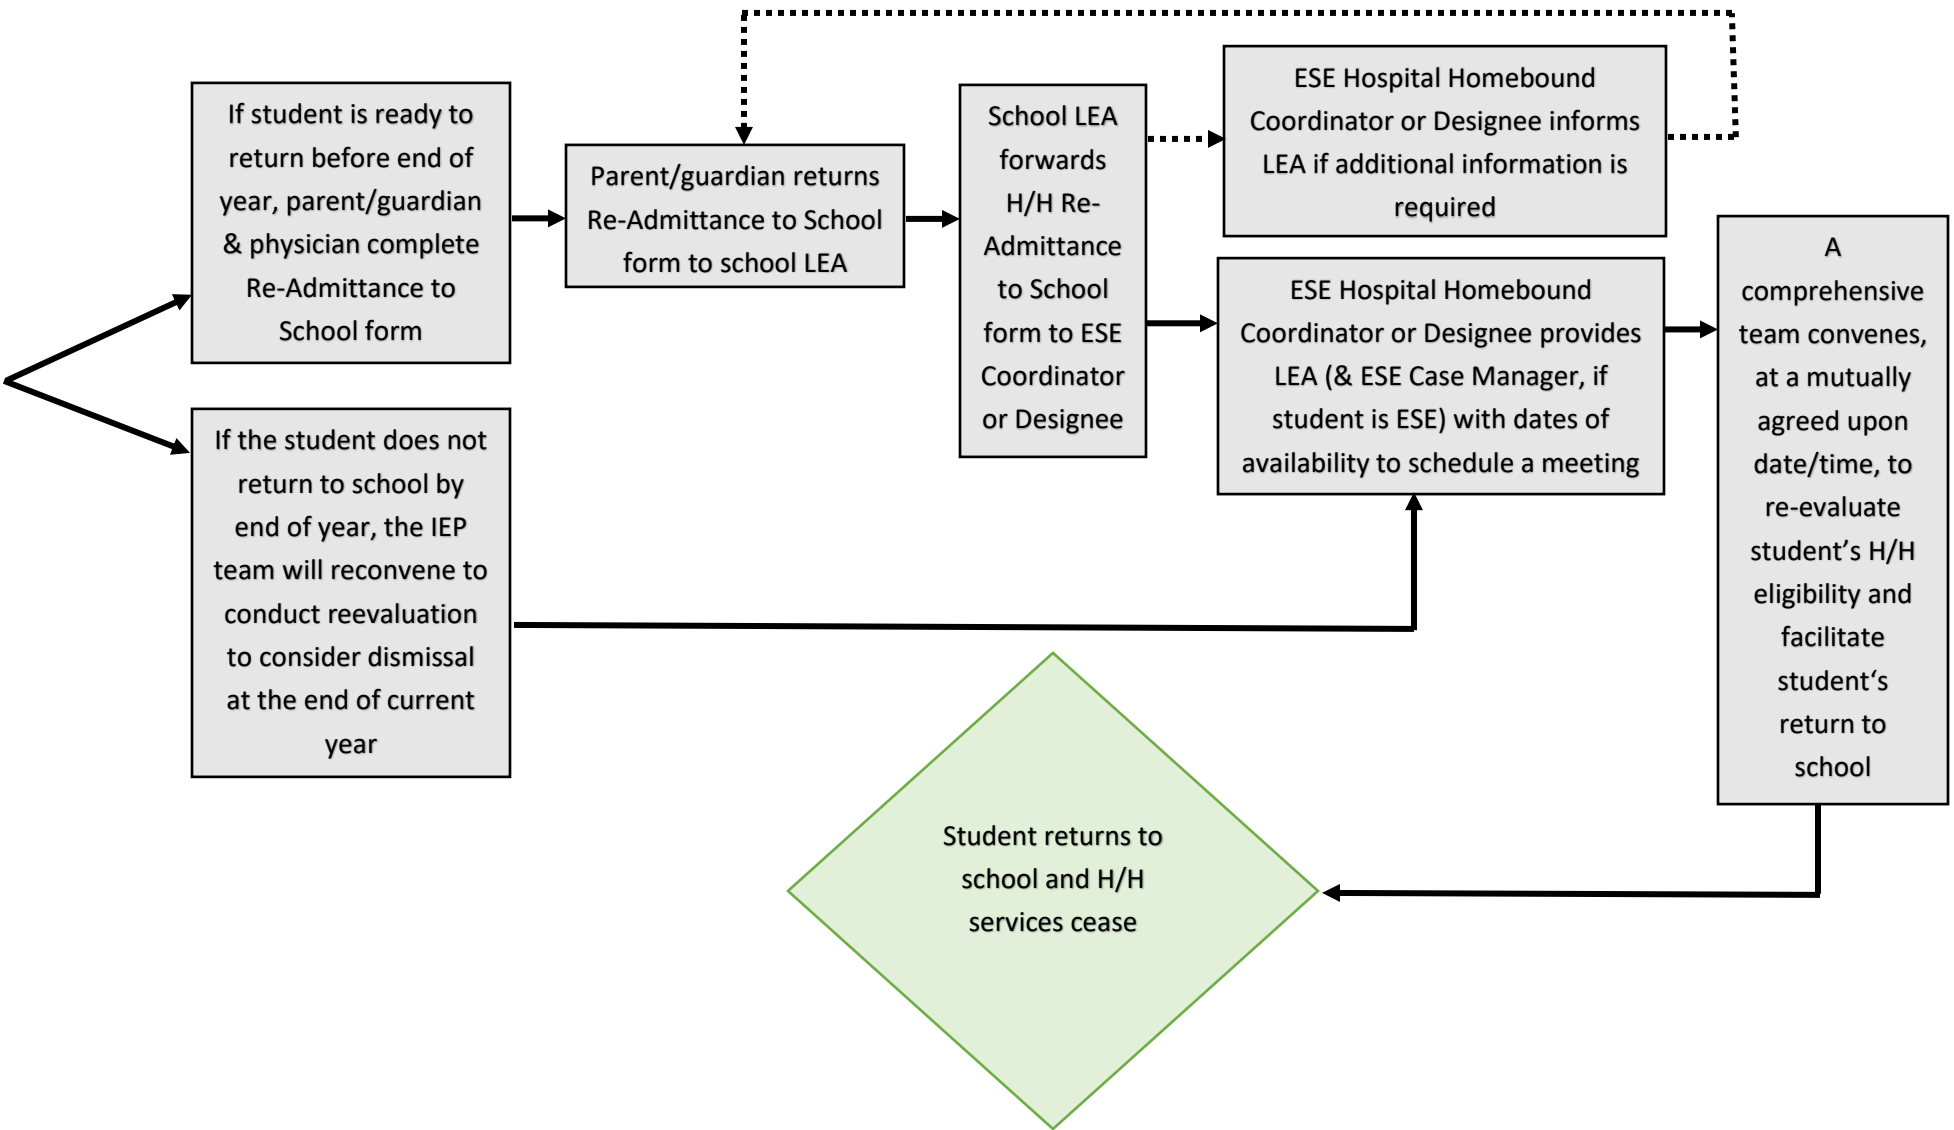 If student is ready to
return before end of
year, parent/guardian
& physician complete
Re-Admittance to
School form
Parent/guardian returns
Re-Admittance to School
form to school LEA
School LEA
forwards
H/H Re-
Admittance
to School
form to ESE
Coordinator
or Designee
ESE Hospital Homebound
Coordinator or Designee informs
LEA if additional information is
required
ESE Hospital Homebound
Coordinator or Designee provides
LEA (& ESE Case Manager, if
student is ESE) with dates of
availability to schedule a meeting
A
comprehensive
team convenes,
at a mutually
agreed upon
date/time, to
re-evaluate
student’s H/H
eligibility and
facilitate
student‘s
return to
school
If the student does not
return to school by
end of year, the IEP
team will reconvene to
conduct reevaluation
to consider dismissal
at the end of current
year
Student returns to
school and H/H
services cease